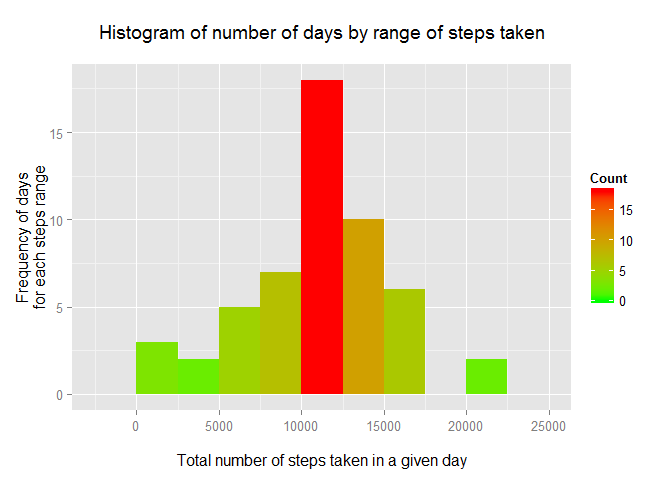 Histogram of number of days by range of steps taken
Frequency of days
for each steps range
15
10
5
0
0 5000 10000 15000 20000 25000
Total number of steps taken in a given day
Count
15
10
5
0